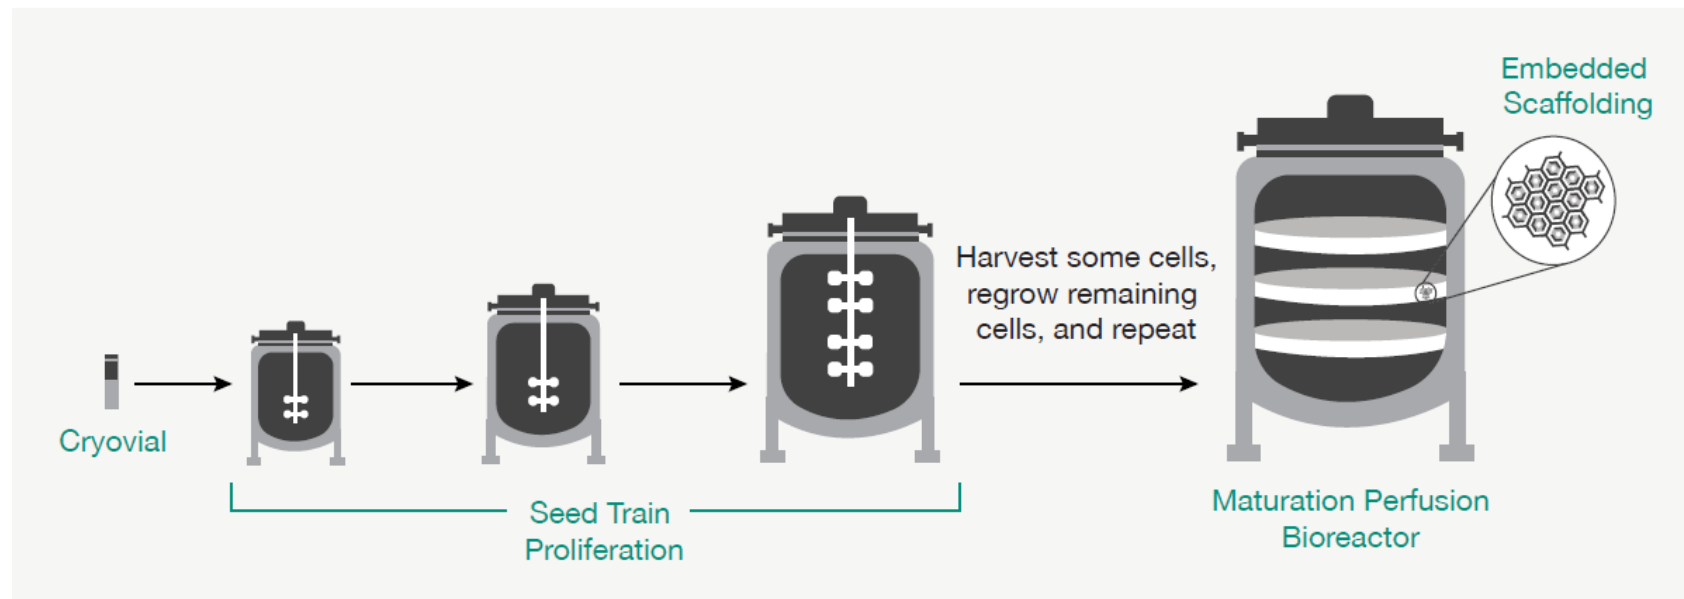 Cryovial
Seed Train
Proliferation
Harvest some cells,
regrow remaining
cells, and repeat
Embedded
Scaffolding
Maturation Perfusion
Bioreactor